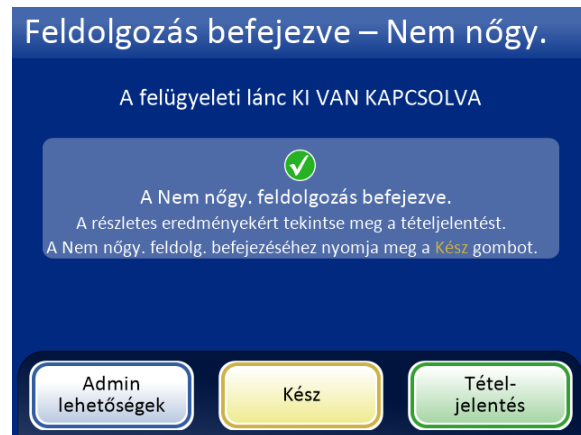 Feldolgozás befejezve – Nem nőgy.
A felügyeleti lánc KI VAN KAPCSOLVA
A Nem nőgy. feldolgozás befejezve.
A részletes eredményekért tekintse meg a tételjelentést.
A Nem nőgy. feldolg. befejezéséhez nyomja meg a Kész gombot.
Admin
lehetőségek
Kész
Tétel-
jelentés